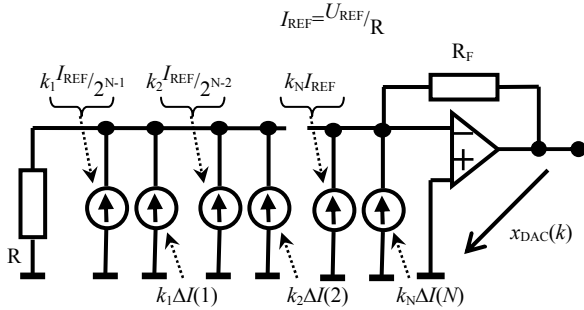 I_REF=U_REF/R
R_F
k_1 I_REF/2^N-1 k_2 I_REF/2^N-2 k_N I_REF
R
x_DAC(k)
k_1ΔI(1) k_2ΔI(2) k_NΔI(N)